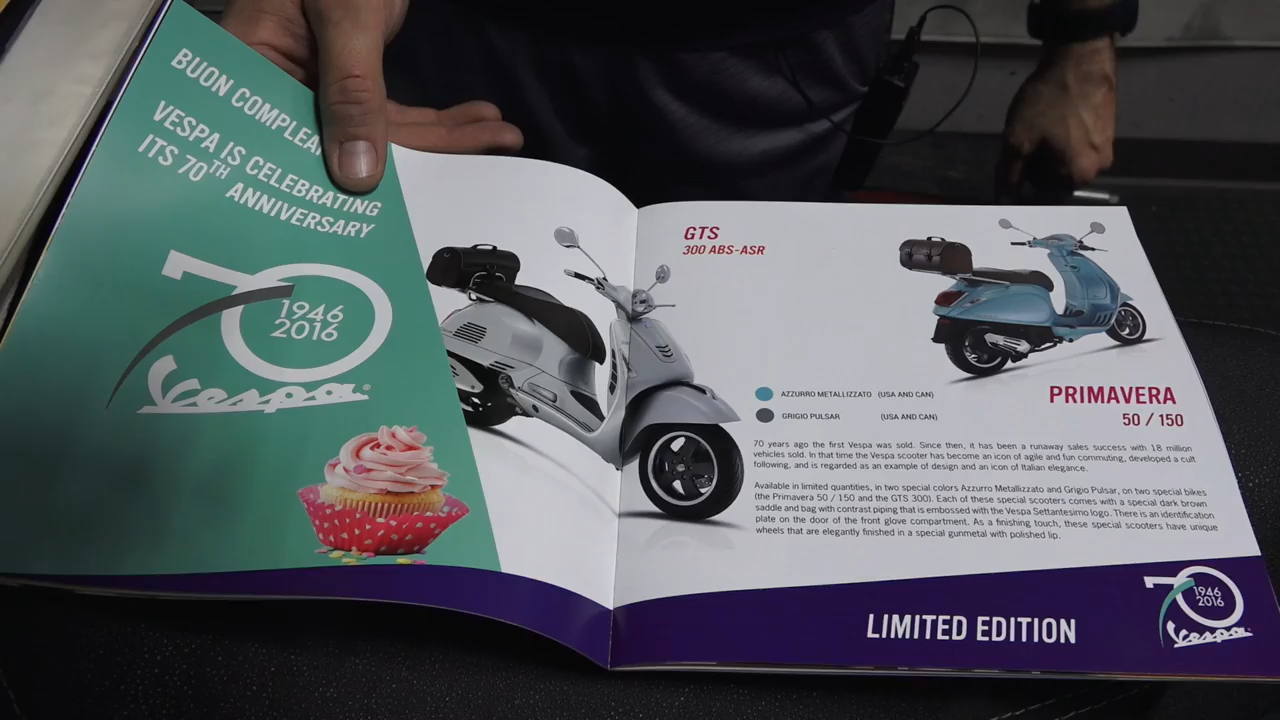 BUON
VESPA IS CELEBRATING
ITS 70TH ANNIVERSARY
70
1946
2016
Vespa
GTS
300 ABS-ASR
AZZURRO METALLIZZATO (USA AND CAN)
GRIGIO PULSAR (USA AND CAN)
PRIMAVERA
50 / 150
70 years ago the first Vespa was sold. Since then, it has been a runaway sales success with 18 million
vehicles sold. In that time the Vespa scooter has become an icon of agile and fun commuting, developed a cult
following, and is regarded as an example of design and an icon of Italian elegance.
Available in limited quantities, in two special colors Azzurro Metallizzato and Grigio Pulsar, on two special bikes
(the Primavera 50 / 150 and the GTS 300). Each of these special scooters comes with a special dark brown
saddle and bag with contrast piping that is embossed with the Vespa Settantesimo logo. There is an identification
plate on the door of the front glove compartment. As a finishing touch, these special scooters have unique
wheels that are elegantly finished in a special gunmetal with polished lip.
LIMITED EDITION
70
1946
2016
Vespa